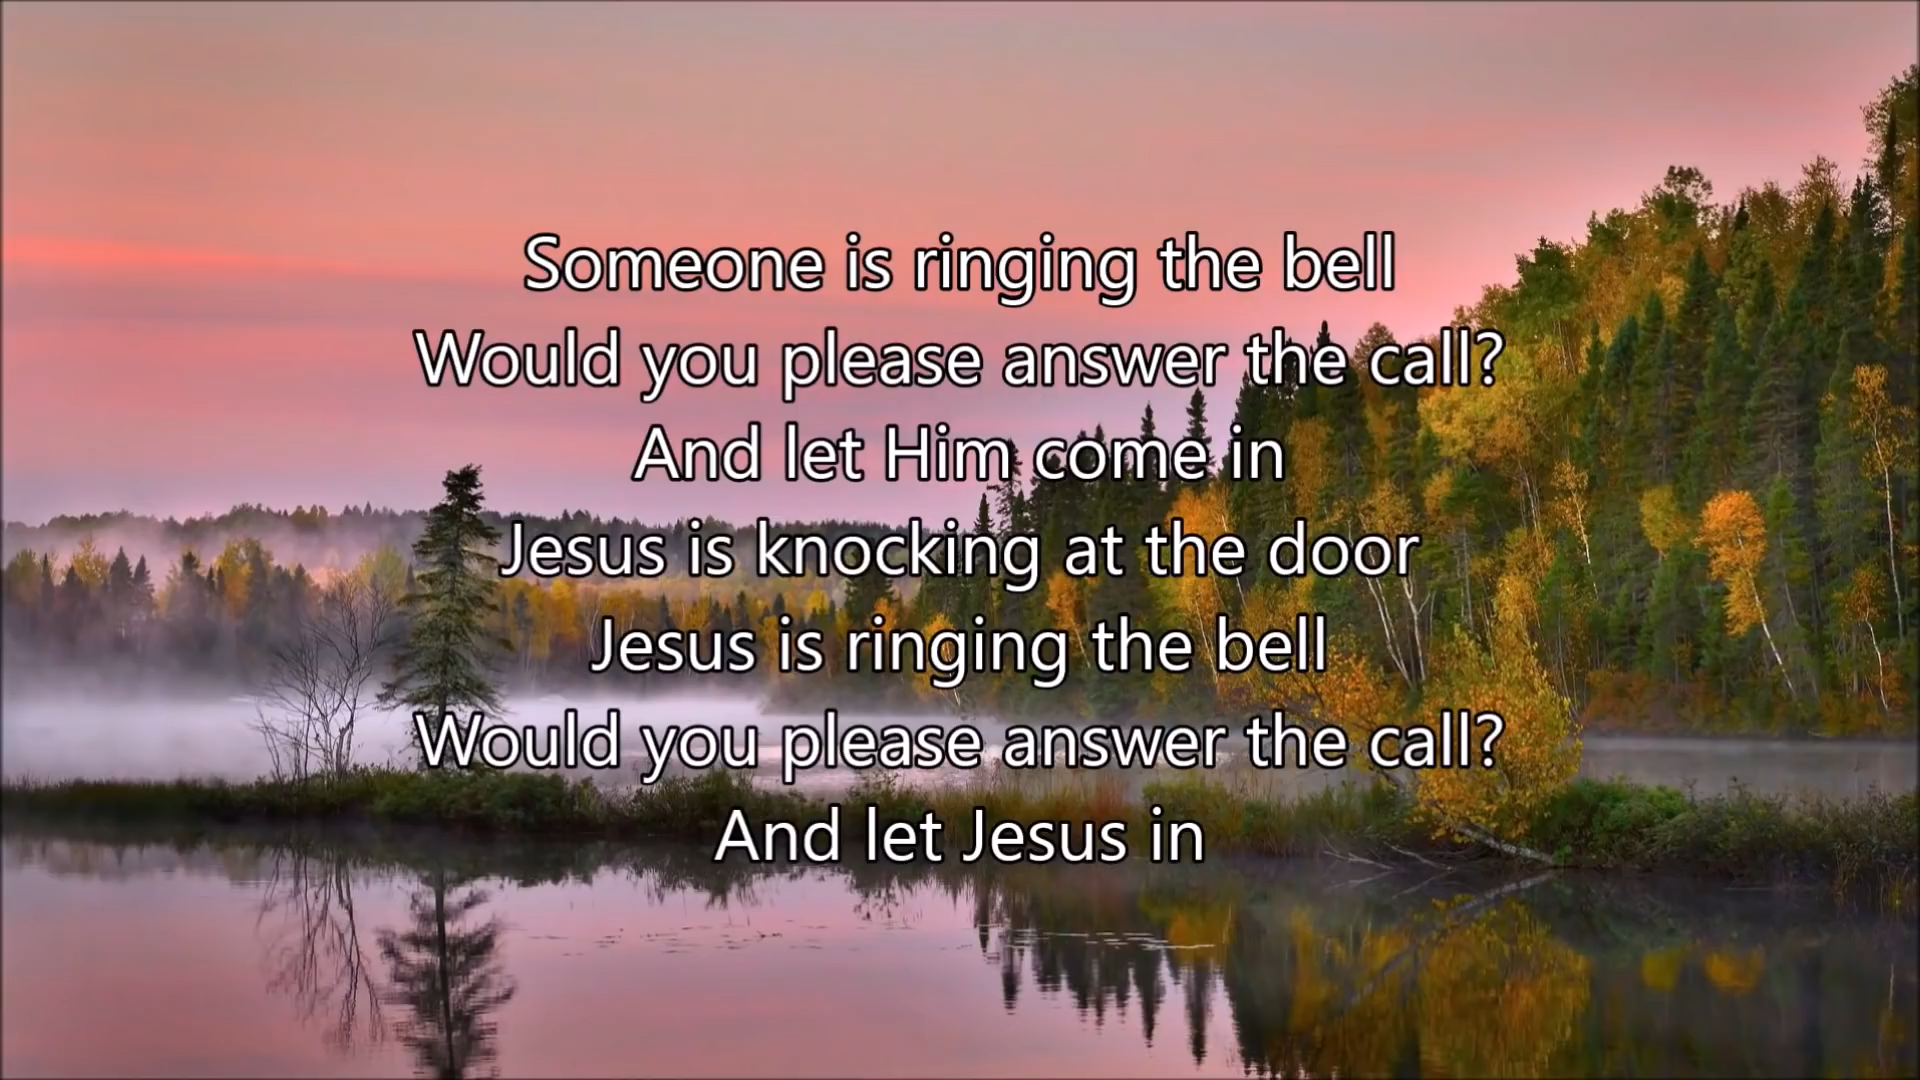 Someone is ringing the bell
Would you please answer the call?
And let Him come in
Jesus is knocking at the door
Jesus is ringing the bell
Would you please answer the call?
And let Jesus in